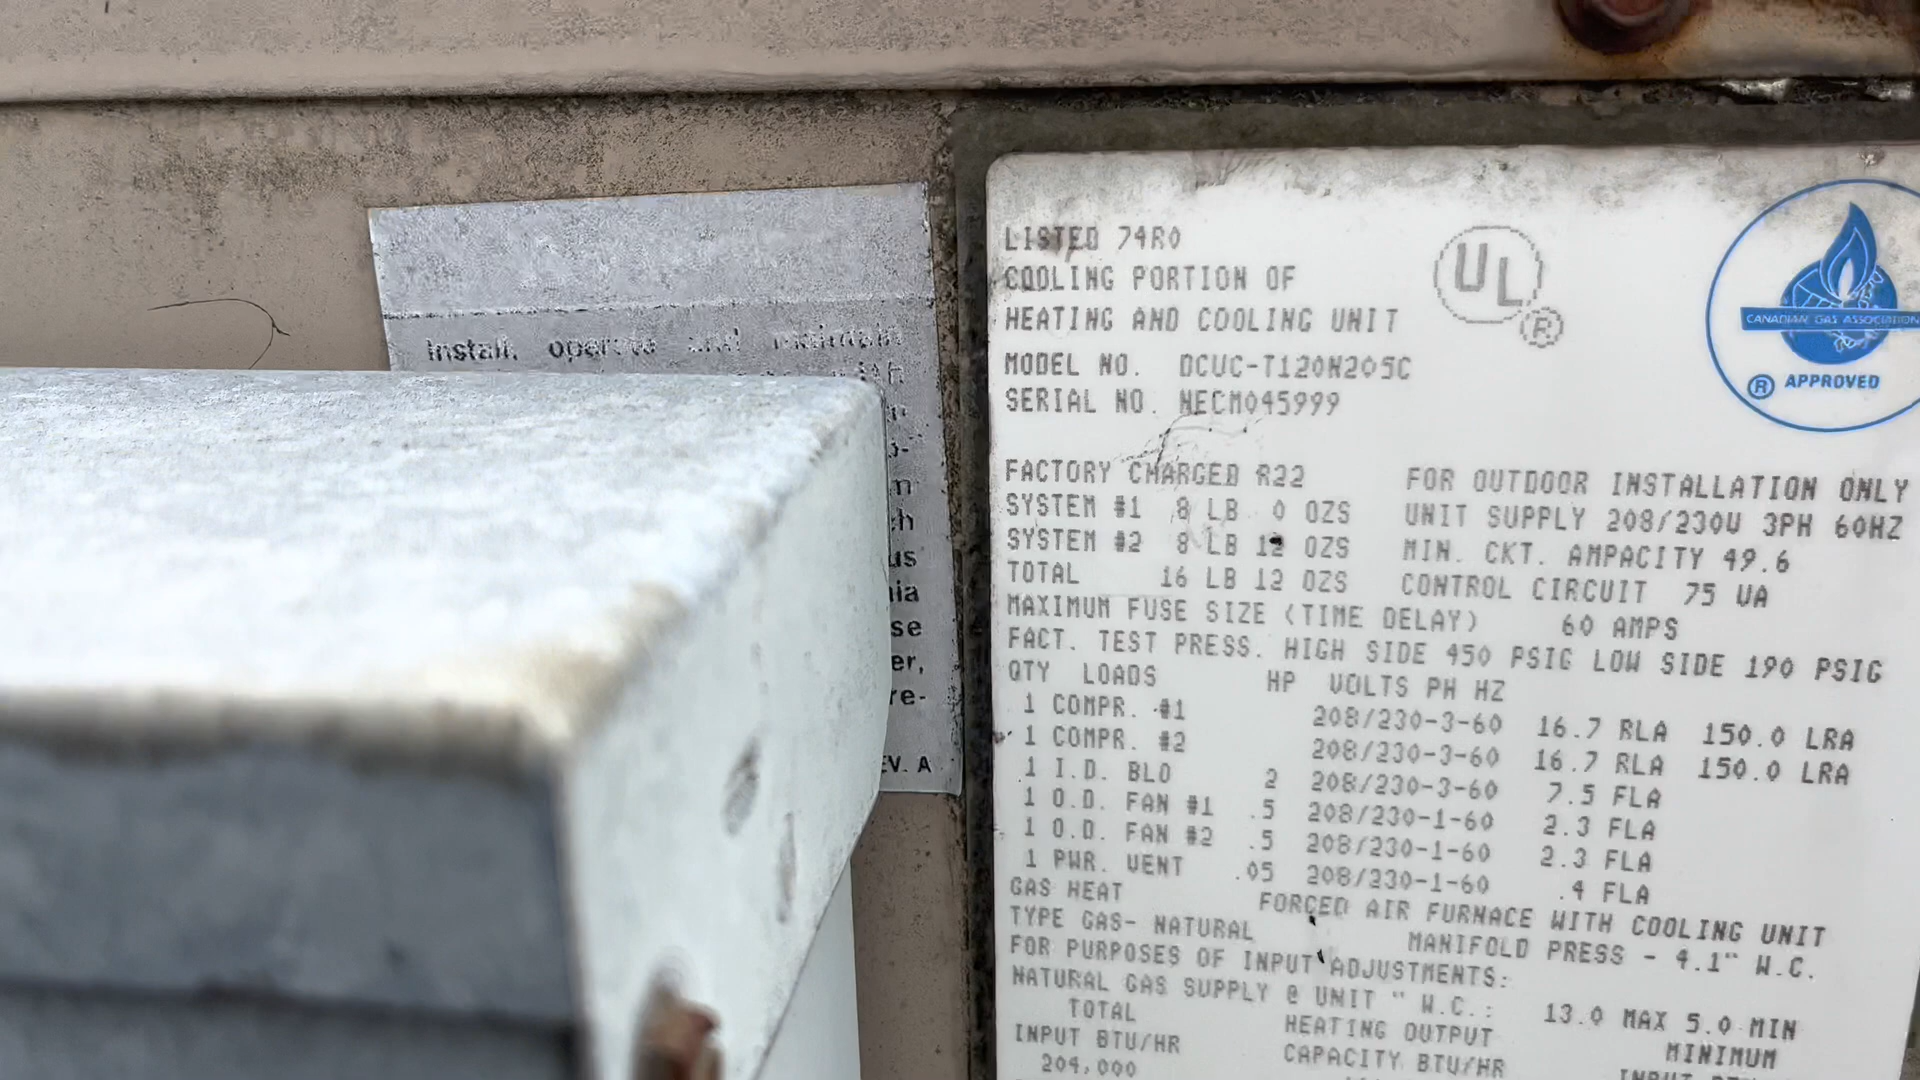 Install, operate and maintain
us
se
er,
re-
EV. A
LISTED 74R0
COOLING PORTION OF
HEATING AND COOLING UNIT
UL
®
CANADIAN GAS ASSOCIATION
® APPROVED
MODEL NO. DCUC-T120N205C
SERIAL NO. NECM045999
FACTORY CHARGED R22 FOR OUTDOOR INSTALLATION ONLY
SYSTEM #1 8 LB 0 OZS UNIT SUPPLY 208/230V 3PH 60HZ
SYSTEM #2 8 LB 12 OZS MIN. CKT. AMPACITY 49.6
TOTAL 16 LB 12 OZS CONTROL CIRCUIT 75 VA
MAXIMUM FUSE SIZE (TIME DELAY) 60 AMPS
FACT. TEST PRESS. HIGH SIDE 450 PSIG LOW SIDE 190 PSIG
QTY LOADS HP VOLTS PH HZ
1 COMPR. #1 208/230-3-60 16.7 RLA 150.0 LRA
1 COMPR. #2 208/230-3-60 16.7 RLA 150.0 LRA
1 I.D. BLO 2 208/230-3-60 7.5 FLA
1 O.D. FAN #1 .5 208/230-1-60 2.3 FLA
1 O.D. FAN #2 .5 208/230-1-60 2.3 FLA
1 PWR. VENT .05 208/230-1-60 .4 FLA
GAS HEAT FORCED AIR FURNACE WITH COOLING UNIT
TYPE GAS- NATURAL MANIFOLD PRESS - 4.1" W.C.
FOR PURPOSES OF INPUT ADJUSTMENTS:
NATURAL GAS SUPPLY @ UNIT " W.C.: 13.0 MAX 5.0 MIN
TOTAL HEATING OUTPUT MINIMUM
INPUT BTU/HR CAPACITY BTU/HR
204,000